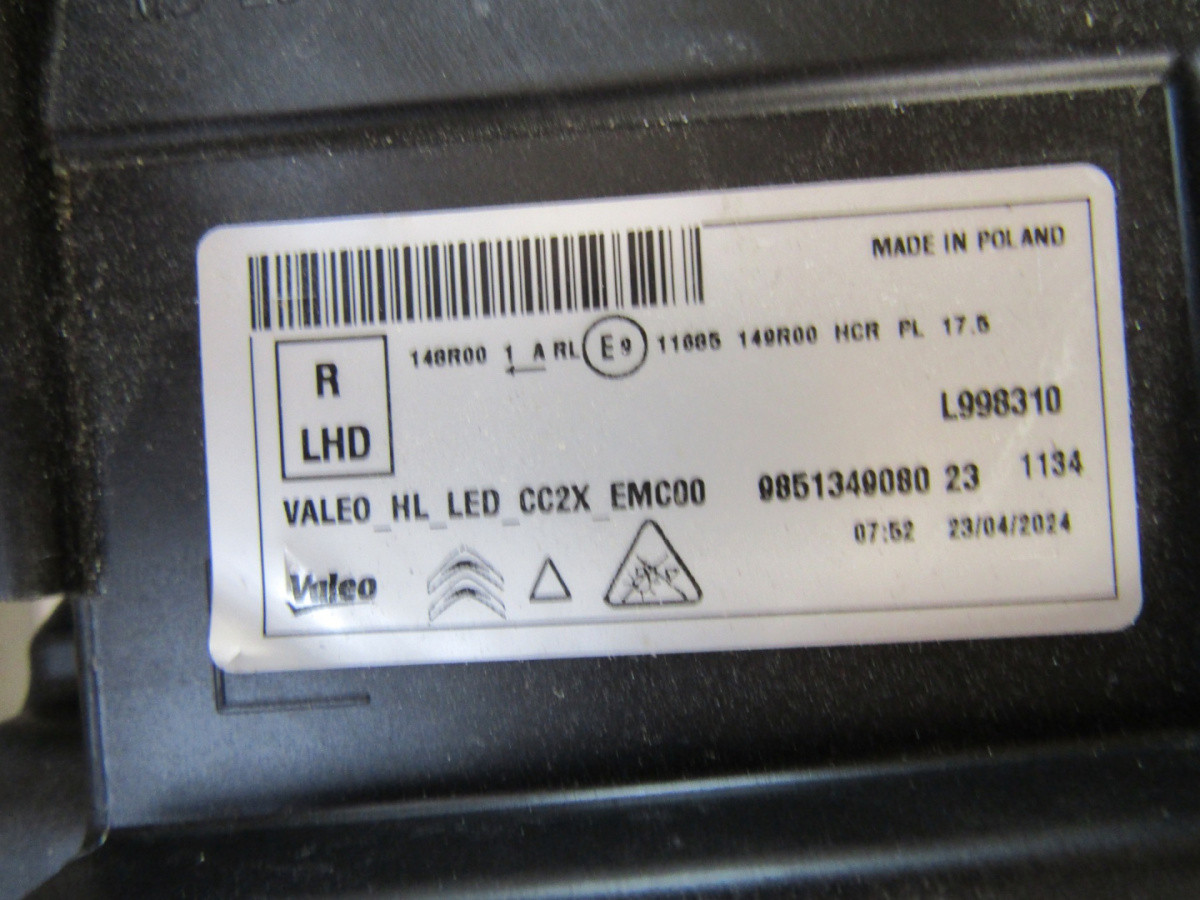 MADE IN POLAND
R
LHD
148R00 1 A RL E9 11685 149R00 HCR PL 17.5
L998310
VALEO_HL_LED_CC2X_EMC00 9851349080 23 1134
07:52 23/04/2024
Valeo